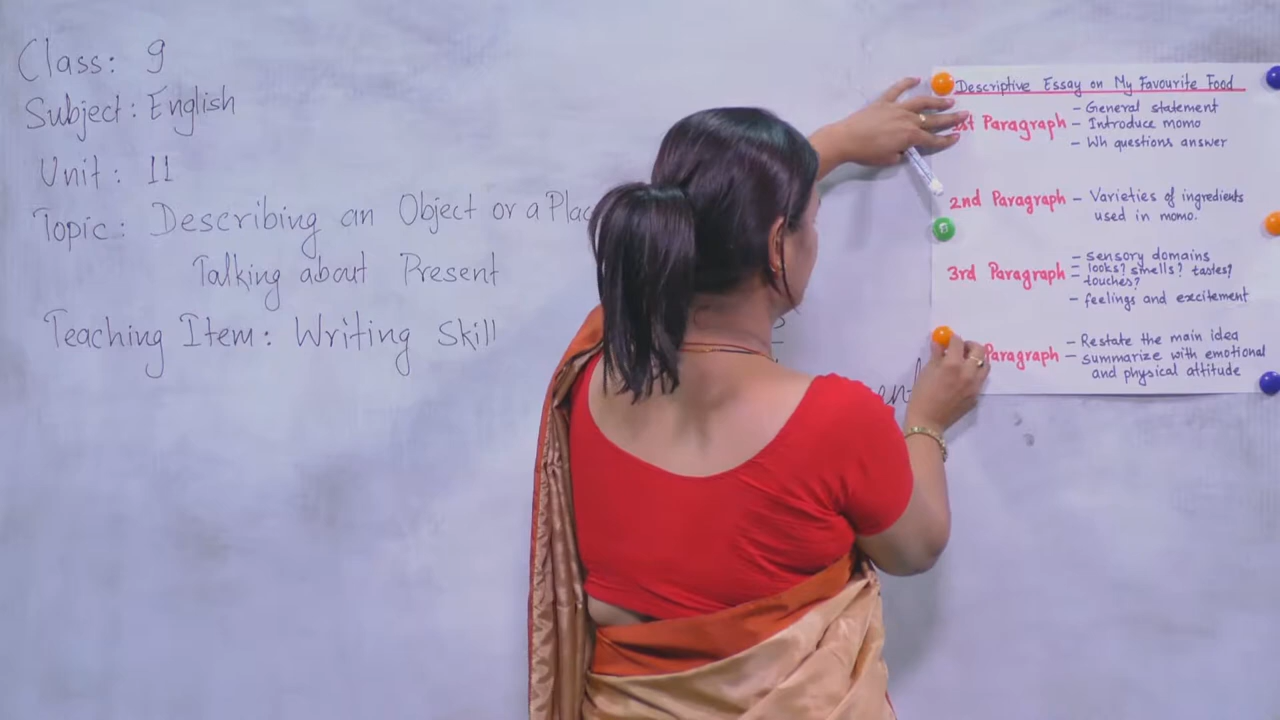 Class: 9
Subject: English
Unit: 11
Topic: Describing an Object or a Plac
Talking about Present
Teaching Item: Writing Skill
Descriptive Essay on My Favourite Food
1st Paragraph - General statement
- Introduce momo
- Wh questions answer
2nd Paragraph - Varieties of ingredients
used in momo.
3rd Paragraph - sensory domains
- looks? smells? tastes?
- touches?
- feelings and excitement
Paragraph - Restate the main idea
- summarize with emotional
and physical attitude